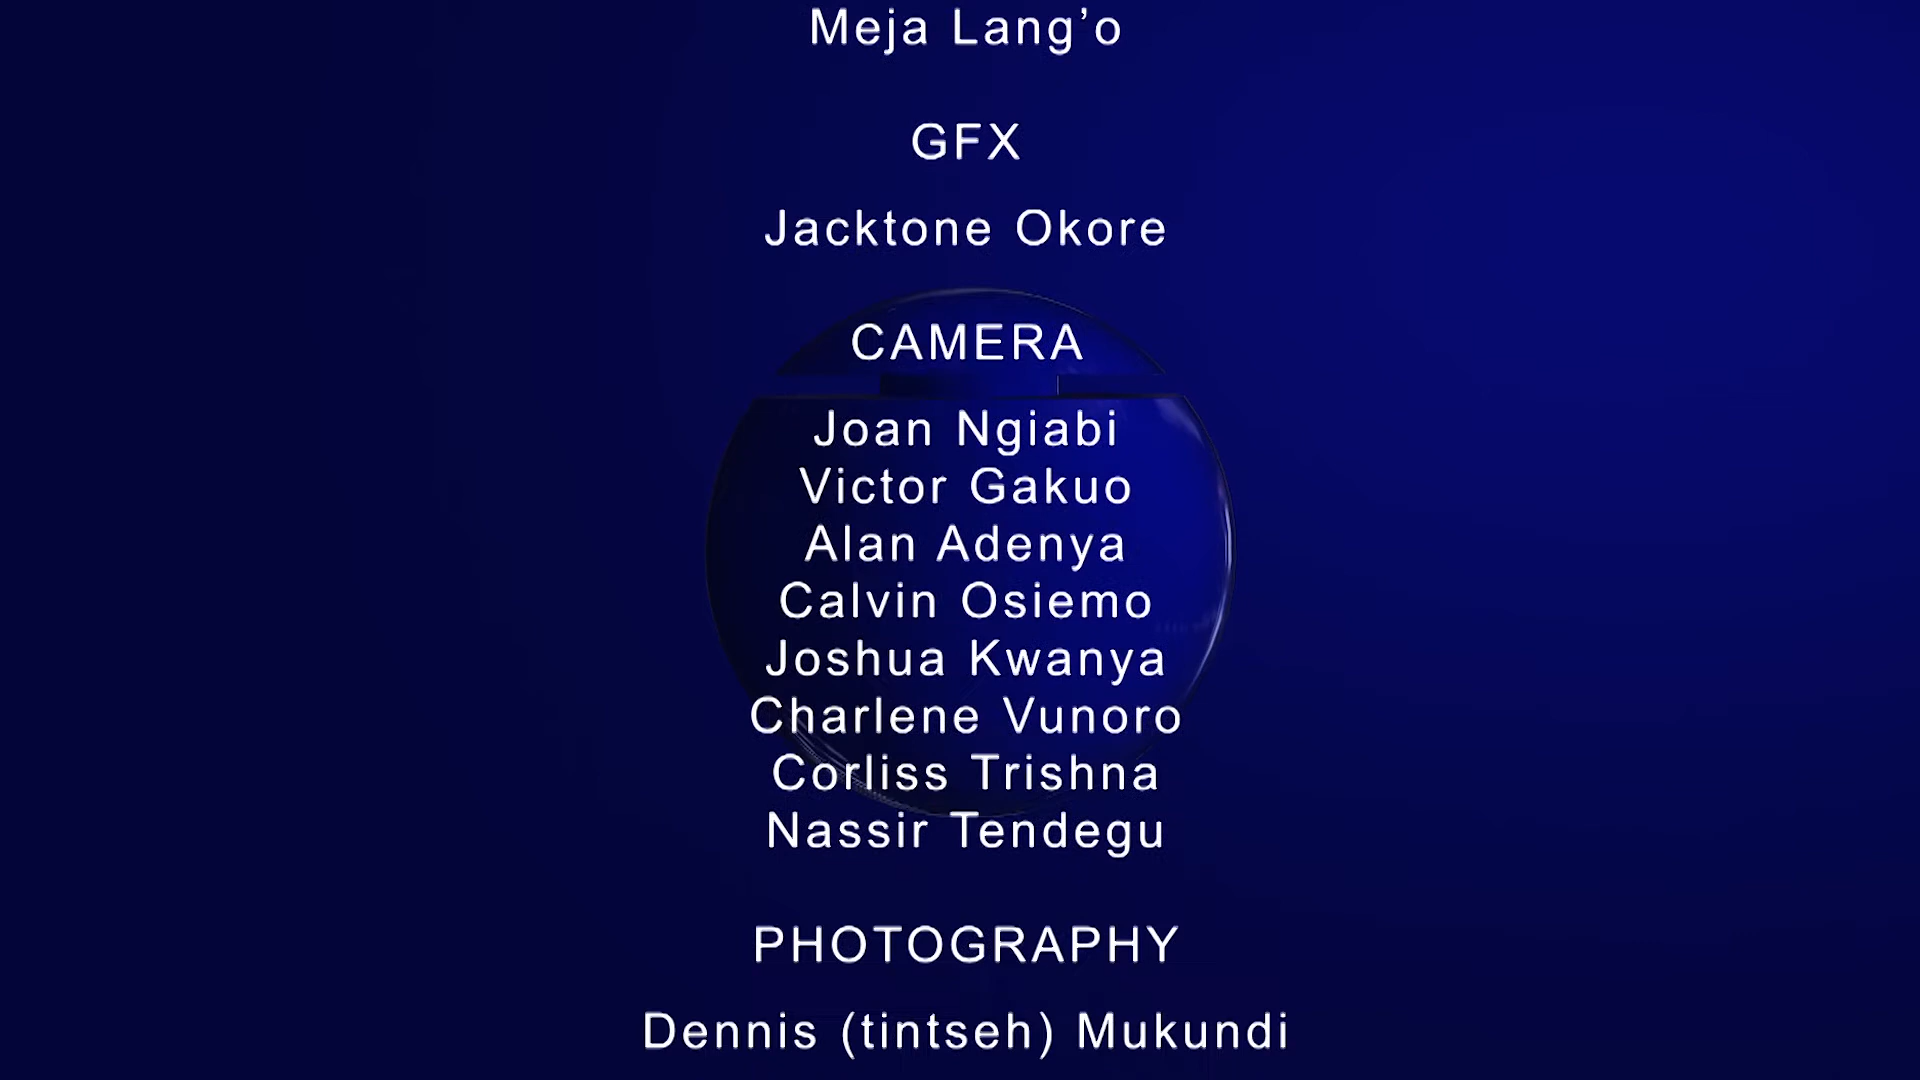 Meja Lang’o
GFX
Jacktone Okore
CAMERA
Joan Ngiabi
Victor Gakuo
Alan Adenya
Calvin Osiemo
Joshua Kwanya
Charlene Vunoro
Corliss Trishna
Nassir Tendegu
PHOTOGRAPHY
Dennis (tintseh) Mukundi